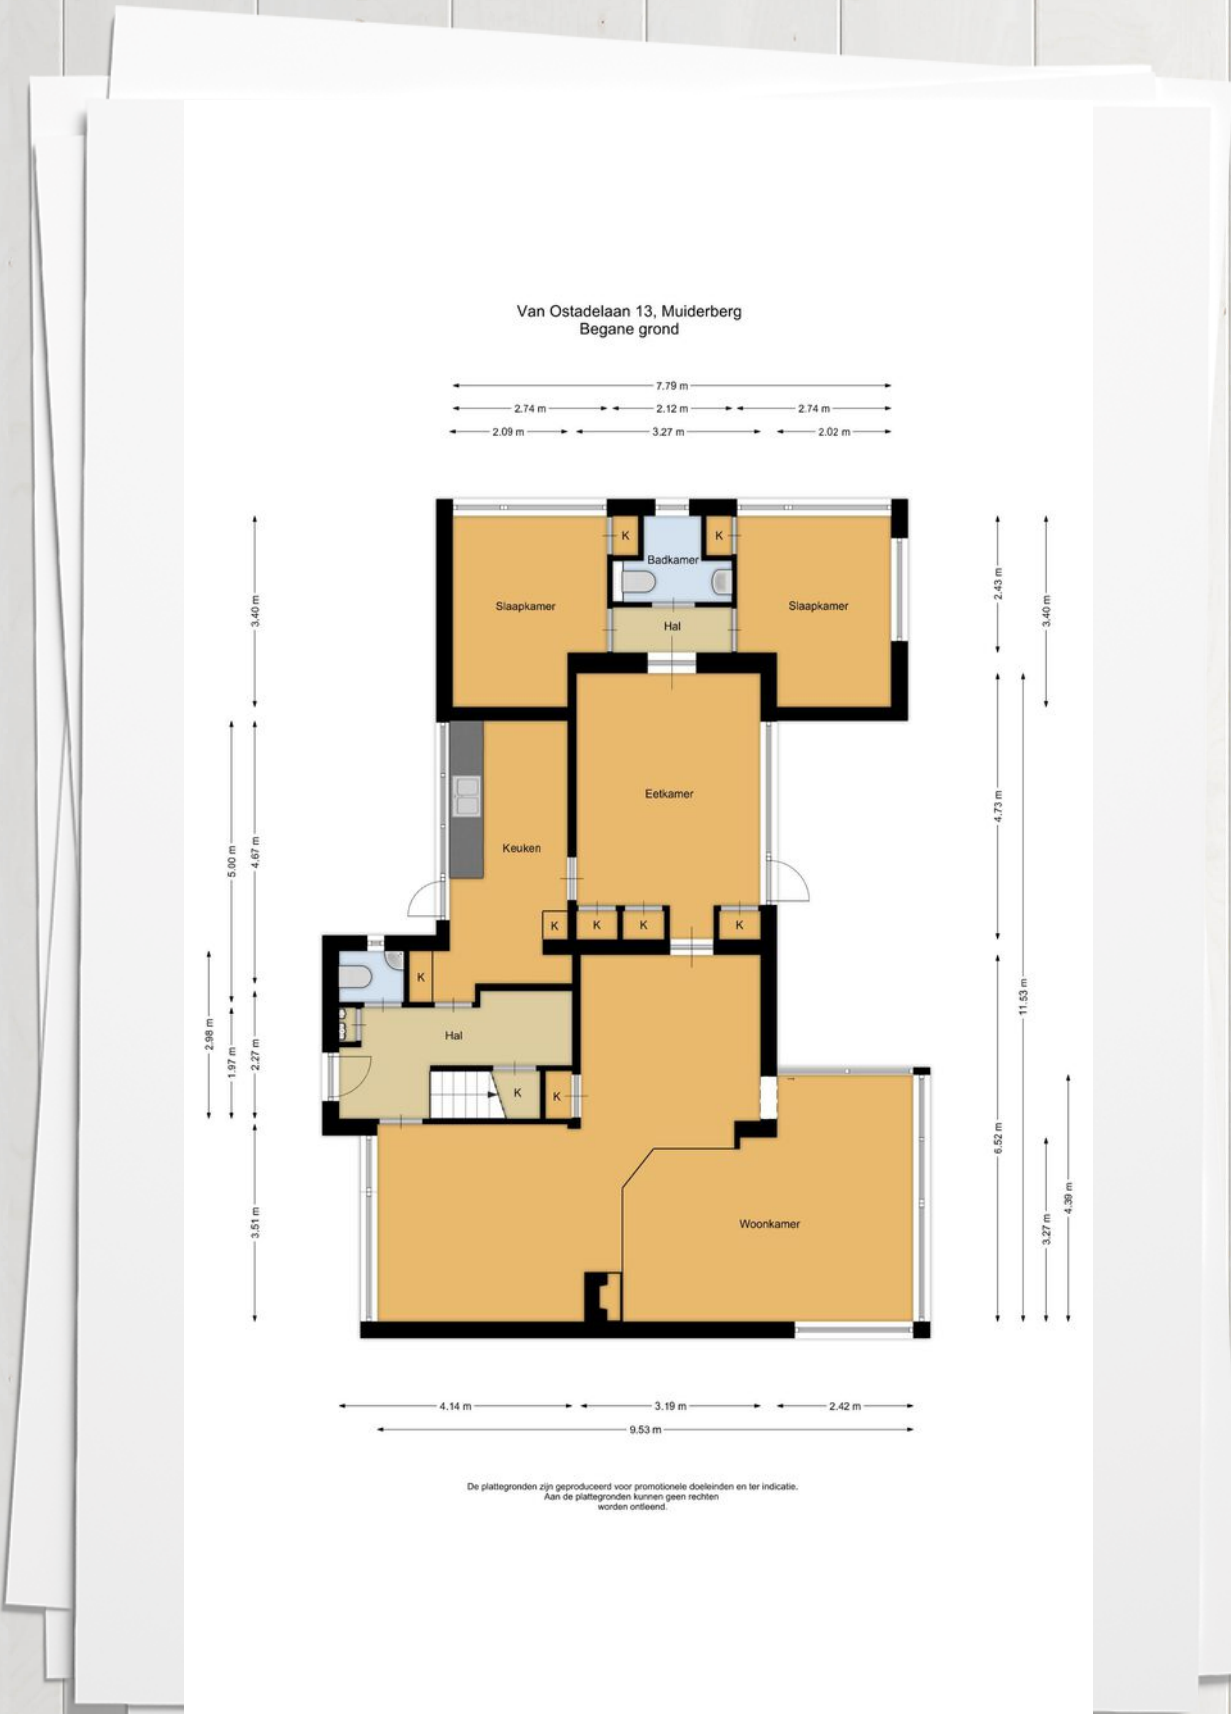 Van Ostadelaan 13, Muiderberg
Begane grond
7.79 m
2.74 m
2.12 m
2.74 m
2.09 m
3.27 m
2.02 m
3.40 m
2.43 m
3.40 m
K
K
Badkamer
Slaapkamer
Slaapkamer
Hal
Eetkamer
4.73 m
Keuken
5.00 m
4.67 m
K
K
K
K
K
11.53 m
2.98 m
1.97 m
2.27 m
Hal
K
K
6.52 m
3.51 m
3.27 m
4.39 m
Woonkamer
4.14 m
3.19 m
2.42 m
9.53 m
De plattegronden zijn geproduceerd voor promotionele doeleinden en ter indicatie.
Aan de plattegronden kunnen geen rechten
worden ontleend.